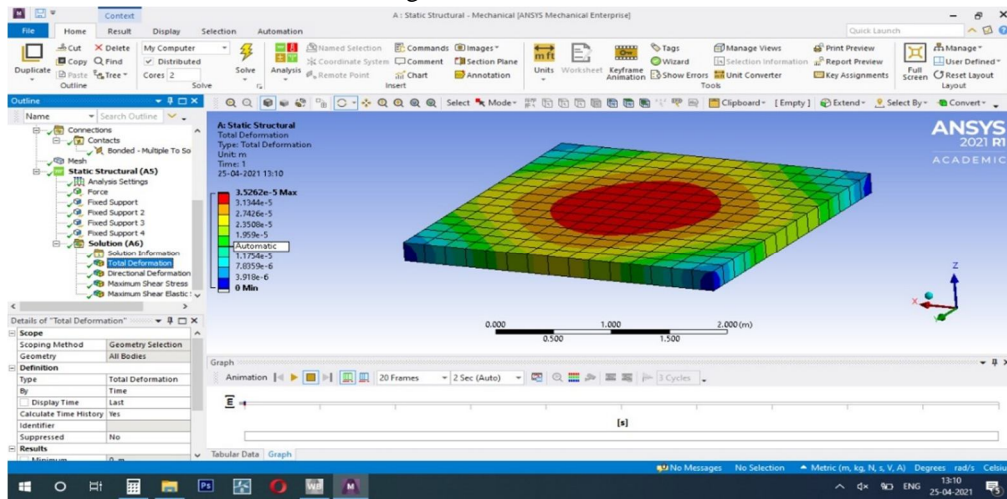 Context
A : Static Structural - Mechanical [ANSYS Mechanical Enterprise]
File Home Result Display Selection Automation
Quick Launch
Duplicate
Cut
Copy
Paste
Delete
Find
Tree
Outline
My Computer
Distributed
Cores 2
Solve
Solve
Analysis
Named Selection
Coordinate System
Remote Point
Commands
Comment
Chart
Images
Section Plane
Annotation
Insert
Units
Worksheet
Keyframe Animation
Tags
Wizard
Show Errors
Manage Views
Selection Information
Unit Converter
Print Preview
Report Preview
Key Assignments
Tools
Full Screen
Manage
User Defined
Reset Layout
Layout
Outline
Name
Search Outline
Select Mode
Clipboard [ Empty ] Extend Select By Convert
Connections
Contacts
Bonded - Multiple To So
Mesh
Static Structural (A5)
Analysis Settings
Force
Fixed Support
Fixed Support 2
Fixed Support 3
Fixed Support 4
Solution (A6)
Solution Information
Total Deformation
Directional Deformation
Maximum Shear Stress
Maximum Shear Elastic S
A: Static Structural
Total Deformation
Type: Total Deformation
Unit: m
Time: 1
25-04-2021 13:10
3.5262e-5 Max
3.1344e-5
2.7426e-5
2.3508e-5
1.959e-5
Automatic
1.1754e-5
7.8359e-6
3.918e-6
0 Min
ANSYS
2021 R1
ACADEMIC
Z
X
Y
0.000 1.000 2.000 (m)
0.500 1.500
Details of "Total Deformation"
Scope
Scoping Method Geometry Selection
Geometry All Bodies
Definition
Type Total Deformation
By Time
Display Time Last
Calculate Time History Yes
Identifier
Suppressed No
Results
Minimum 0. m
Graph
Animation 20 Frames 2 Sec (Auto) 3 Cycles
[s]
Tabular Data Graph
No Messages No Selection Metric (m, kg, N, s, V, A) Degrees rad/s Celsiu
ENG
13:10
25-04-2021